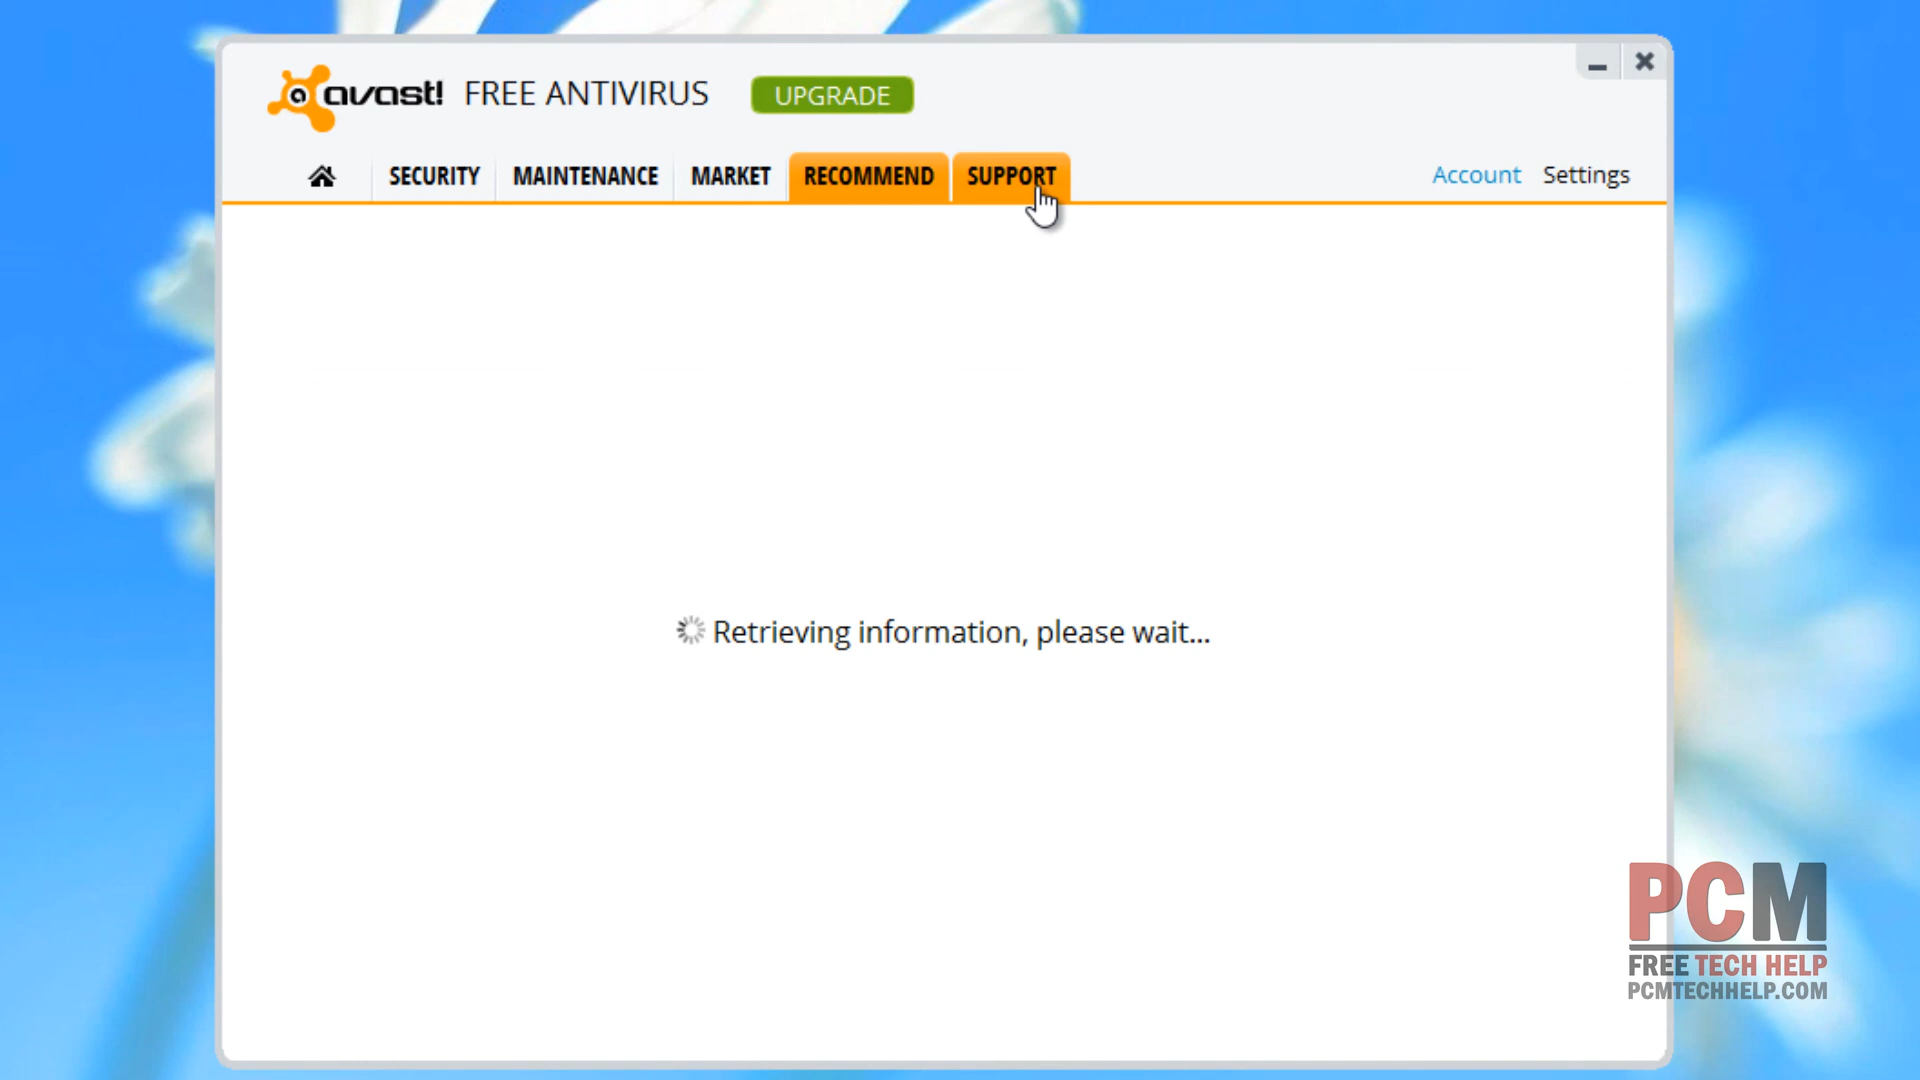 avast! FREE ANTIVIRUS UPGRADE
SECURITY MAINTENANCE MARKET RECOMMEND SUPPORT Account Settings
Retrieving information, please wait...
PCM
FREE TECH HELP
PCMTECHHELP.COM